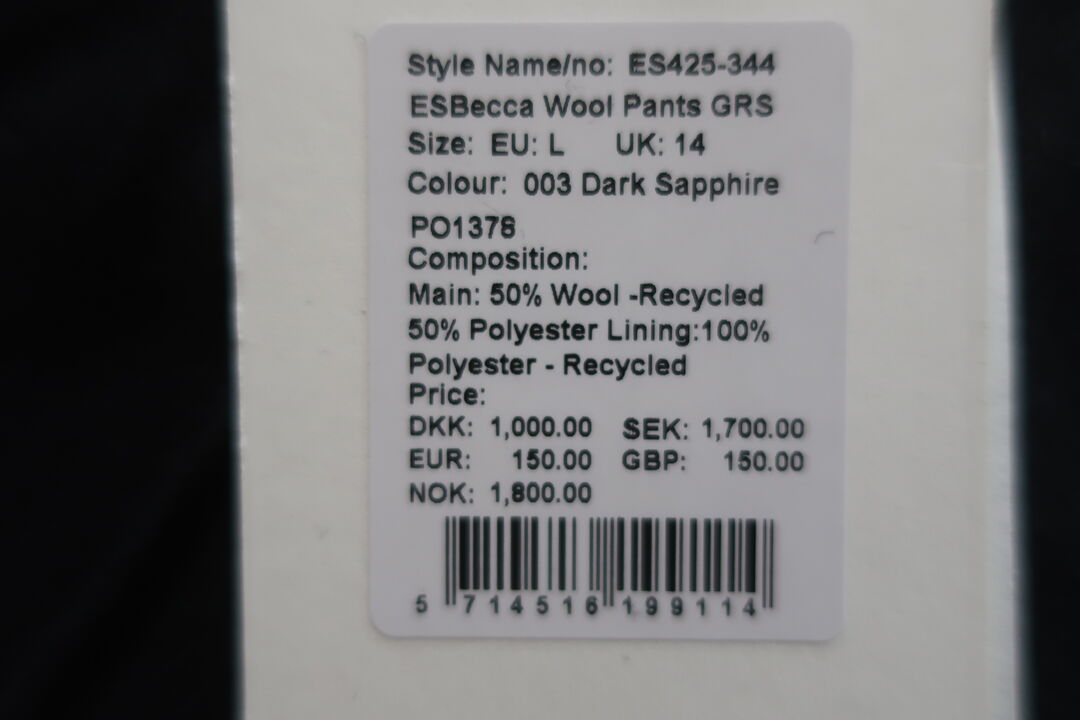 Style Name/no: ES425-344
ESBecca Wool Pants GRS
Size: EU: L UK: 14
Colour: 003 Dark Sapphire
PO1378
Composition:
Main: 50% Wool -Recycled
50% Polyester Lining:100%
Polyester - Recycled
Price:
DKK: 1,000.00 SEK: 1,700.00
EUR: 150.00 GBP: 150.00
NOK: 1,800.00
5 714516 199114